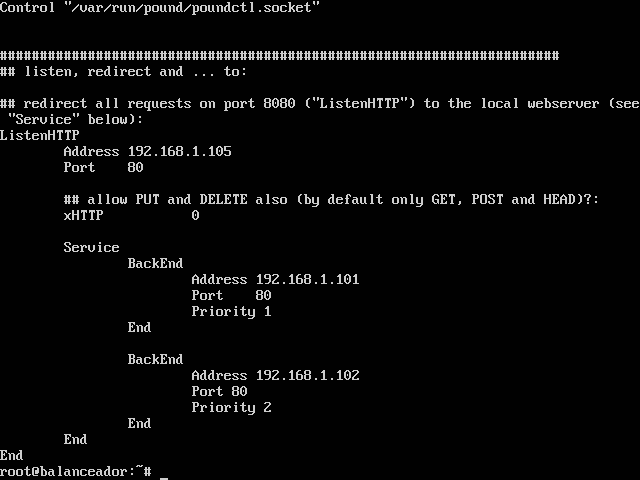 Control "/var/run/pound/poundctl.socket"
######################################################################
## listen, redirect and ... to:
## redirect all requests on port 8080 ("ListenHTTP") to the local webserver (see
"Service" below):
ListenHTTP
Address 192.168.1.105
Port 80
## allow PUT and DELETE also (by default only GET, POST and HEAD)?:
xHTTP 0
Service
BackEnd
Address 192.168.1.101
Port 80
Priority 1
End
BackEnd
Address 192.168.1.102
Port 80
Priority 2
End
End
End
root@balanceador:~# _